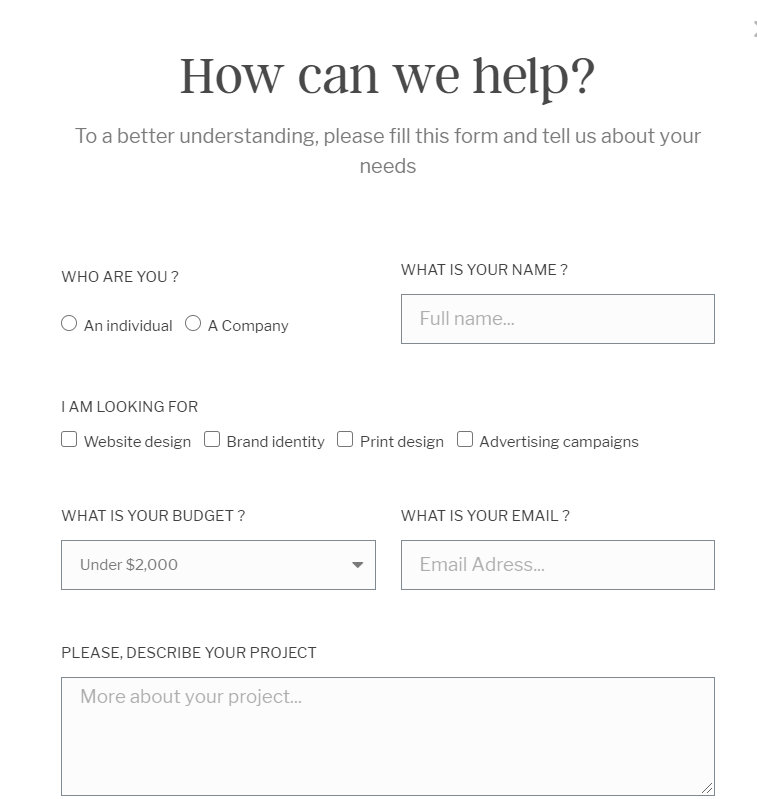 How can we help?
To a better understanding, please fill this form and tell us about your
needs
WHO ARE YOU ?
An individual A Company
WHAT IS YOUR NAME ?
Full name...
I AM LOOKING FOR
Website design Brand identity Print design Advertising campaigns
WHAT IS YOUR BUDGET ?
Under $2,000
WHAT IS YOUR EMAIL ?
Email Adress...
PLEASE, DESCRIBE YOUR PROJECT
More about your project...